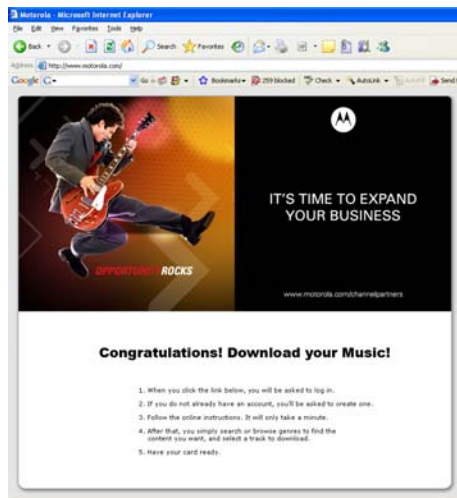 Motorola - Microsoft Internet Explorer
File Edit View Favorites Tools Help
Back Search Favorites
Address http://www.motorola.com/
Google G Go Bookmarks 259 blocked Check AutoLink Send
IT'S TIME TO EXPAND
YOUR BUSINESS
OPPORTUNITY ROCKS
www.motorola.com/channelpartners
Congratulations! Download your Music!
1. When you click the link below, you will be asked to log in.
2. If you do not already have an account, you'll be asked to create one.
3. Follow the online instructions. It will only take a minute.
4. After that, you simply search or browse genres to find the
content you want, and select a track to download.
5. Have your card ready.